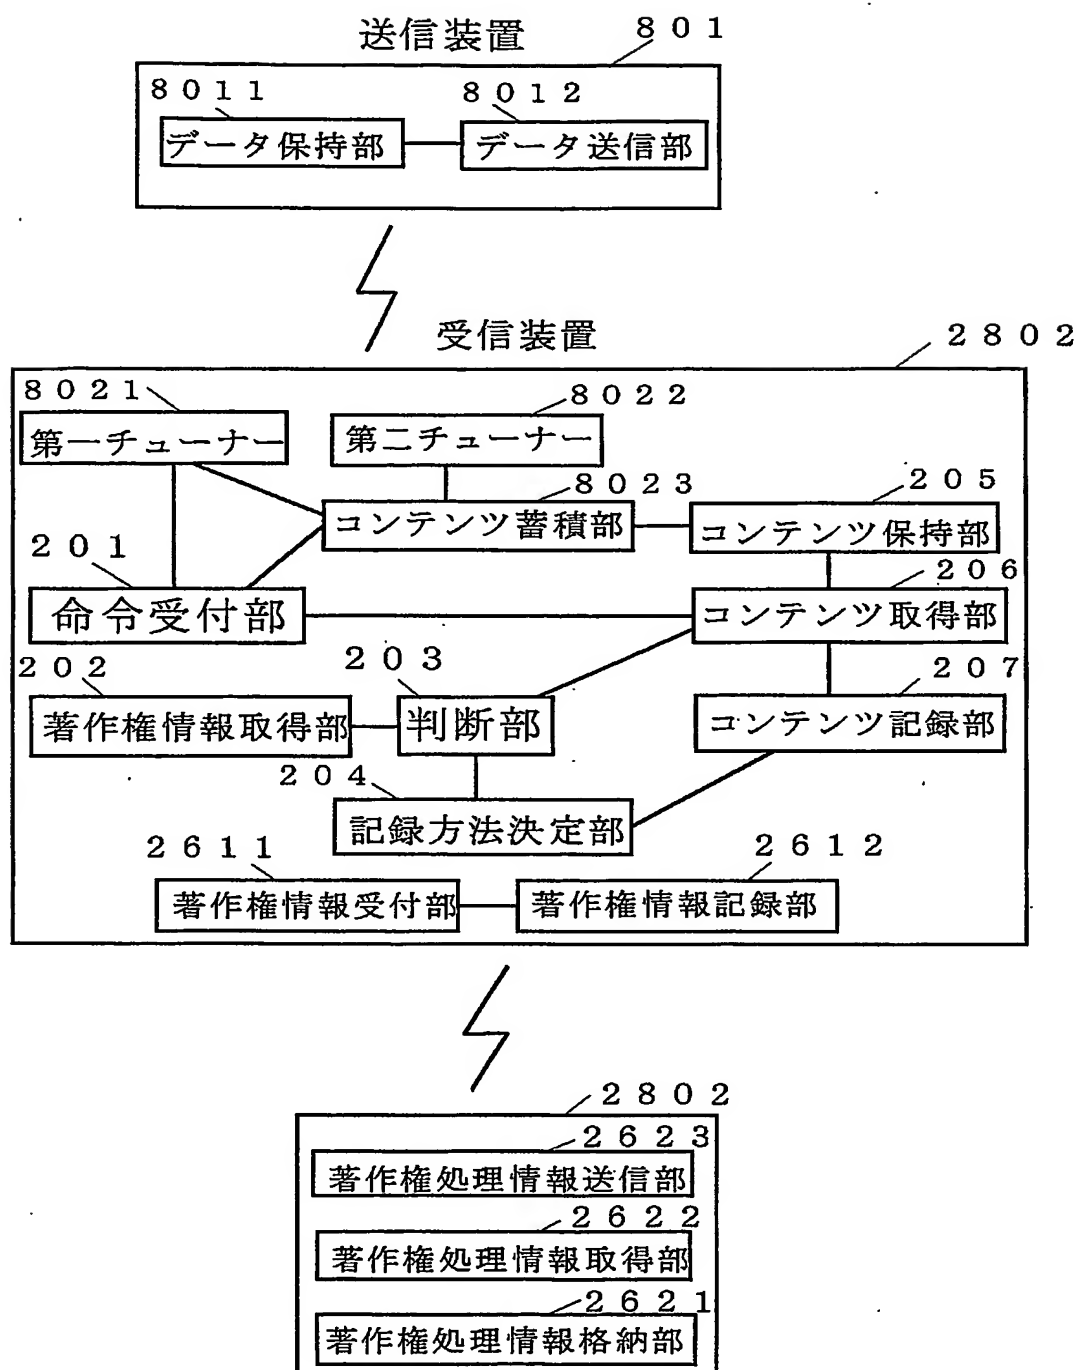 送信装置
８０１
８０１１
８０１２
データ保持部
データ送信部
受信装置
２８０２
８０２１
８０２２
第一チューナー
第二チューナー
８０２３
２０５
コンテンツ蓄積部
コンテンツ保持部
２０１
２０６
命令受付部
コンテンツ取得部
２０２
２０３
２０７
著作権情報取得部
判断部
コンテンツ記録部
２０４
記録方法決定部
２６１１
２６１２
著作権情報受付部
著作権情報記録部
２８０２
２６２３
著作権処理情報送信部
２６２２
著作権処理情報取得部
２６２１
著作権処理情報格納部